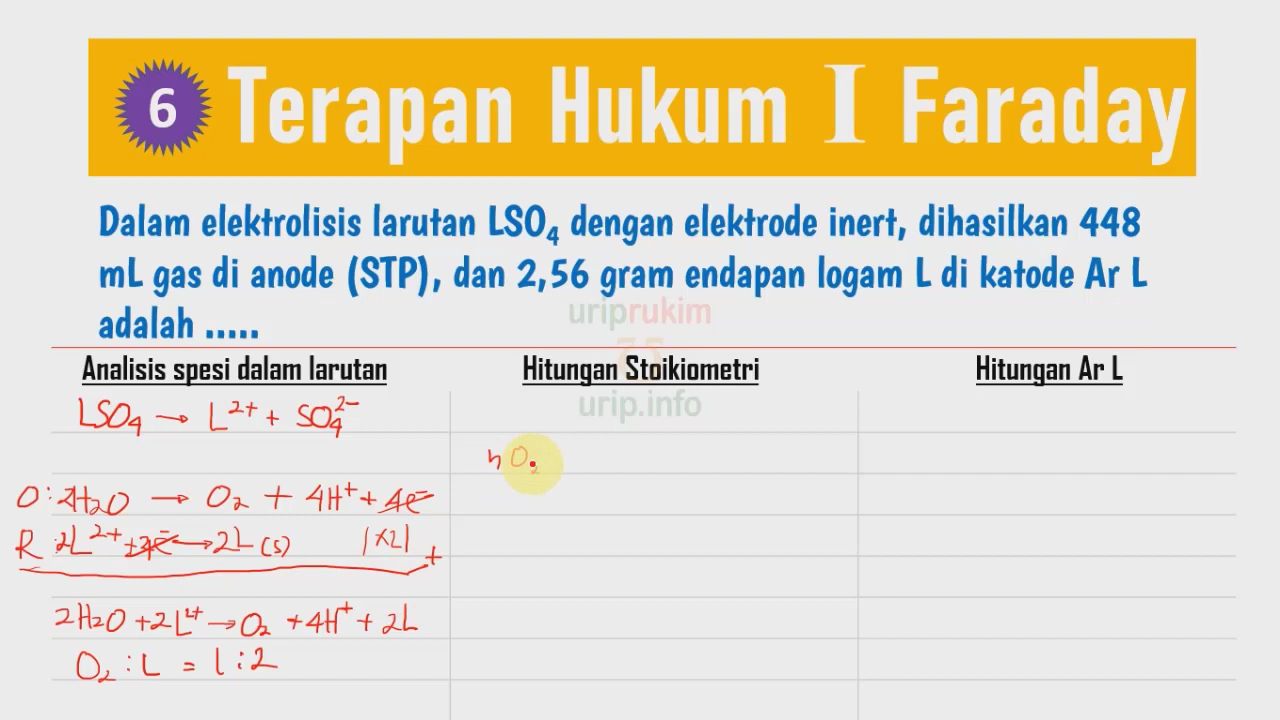 6 Terapan Hukum I Faraday
Dalam elektrolisis larutan LSO₄ dengan elektrode inert, dihasilkan 448
mL gas di anode (STP), dan 2,56 gram endapan logam L di katode Ar L
adalah .....
uriprukim
75
urip.info
Analisis spesi dalam larutan
Hitungan Stoikiometri
Hitungan Ar L
LSO₄ → L²⁺ + SO₄²⁻
n O₂
O : 2H₂O → O₂ + 4H⁺ + 4e⁻
R : 2L²⁺ + 4e⁻ → 2L (s) |×2| +
2H₂O + 2L²⁺ → O₂ + 4H⁺ + 2L
O₂ : L = 1 : 2